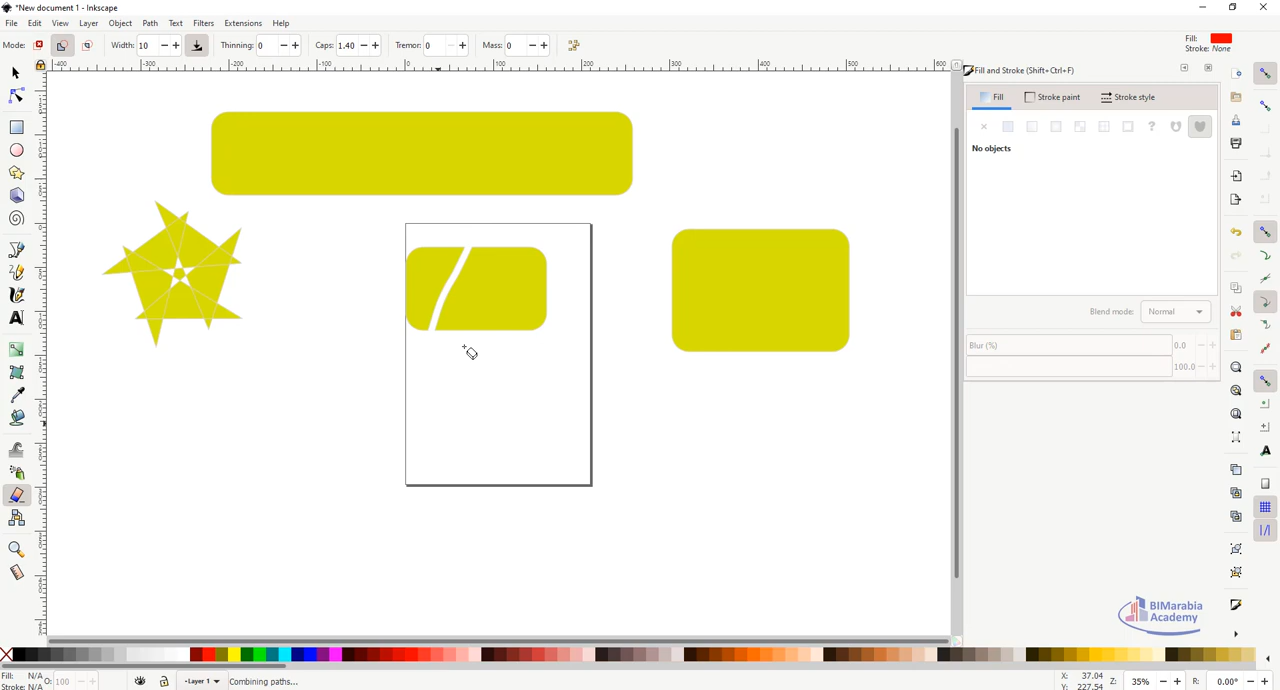 *New document 1 - Inkscape
File Edit View Layer Object Path Text Filters Extensions Help
Mode: Width: 10 Thinning: 0 Caps: 1.40 Tremor: 0 Mass: 0
Fill:
Stroke: None
Fill and Stroke (Shift+Ctrl+F)
Fill Stroke paint Stroke style
No objects
Blend mode: Normal
Blur (%) 0.0
100.0
BIMarabia
Academy
Fill: N/A
Stroke: N/A
O: 100
Layer 1
Combining paths...
X: 37.04
Y: 227.54
Z: 35%
R: 0.00°